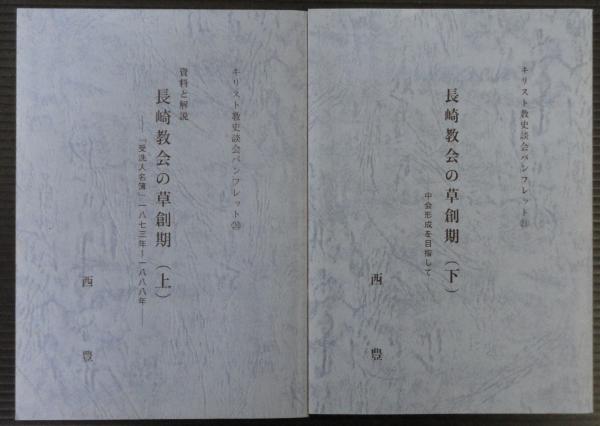 キリスト教史談会パンフレット⑳
資料と解説
長崎教会の草創期(上)
――『受洗人名簿』一八七三年―一八八八年――
西 豊
キリスト教史談会パンフレット㉑
長崎教会の草創期(下)
中会形成を目指して
西 豊